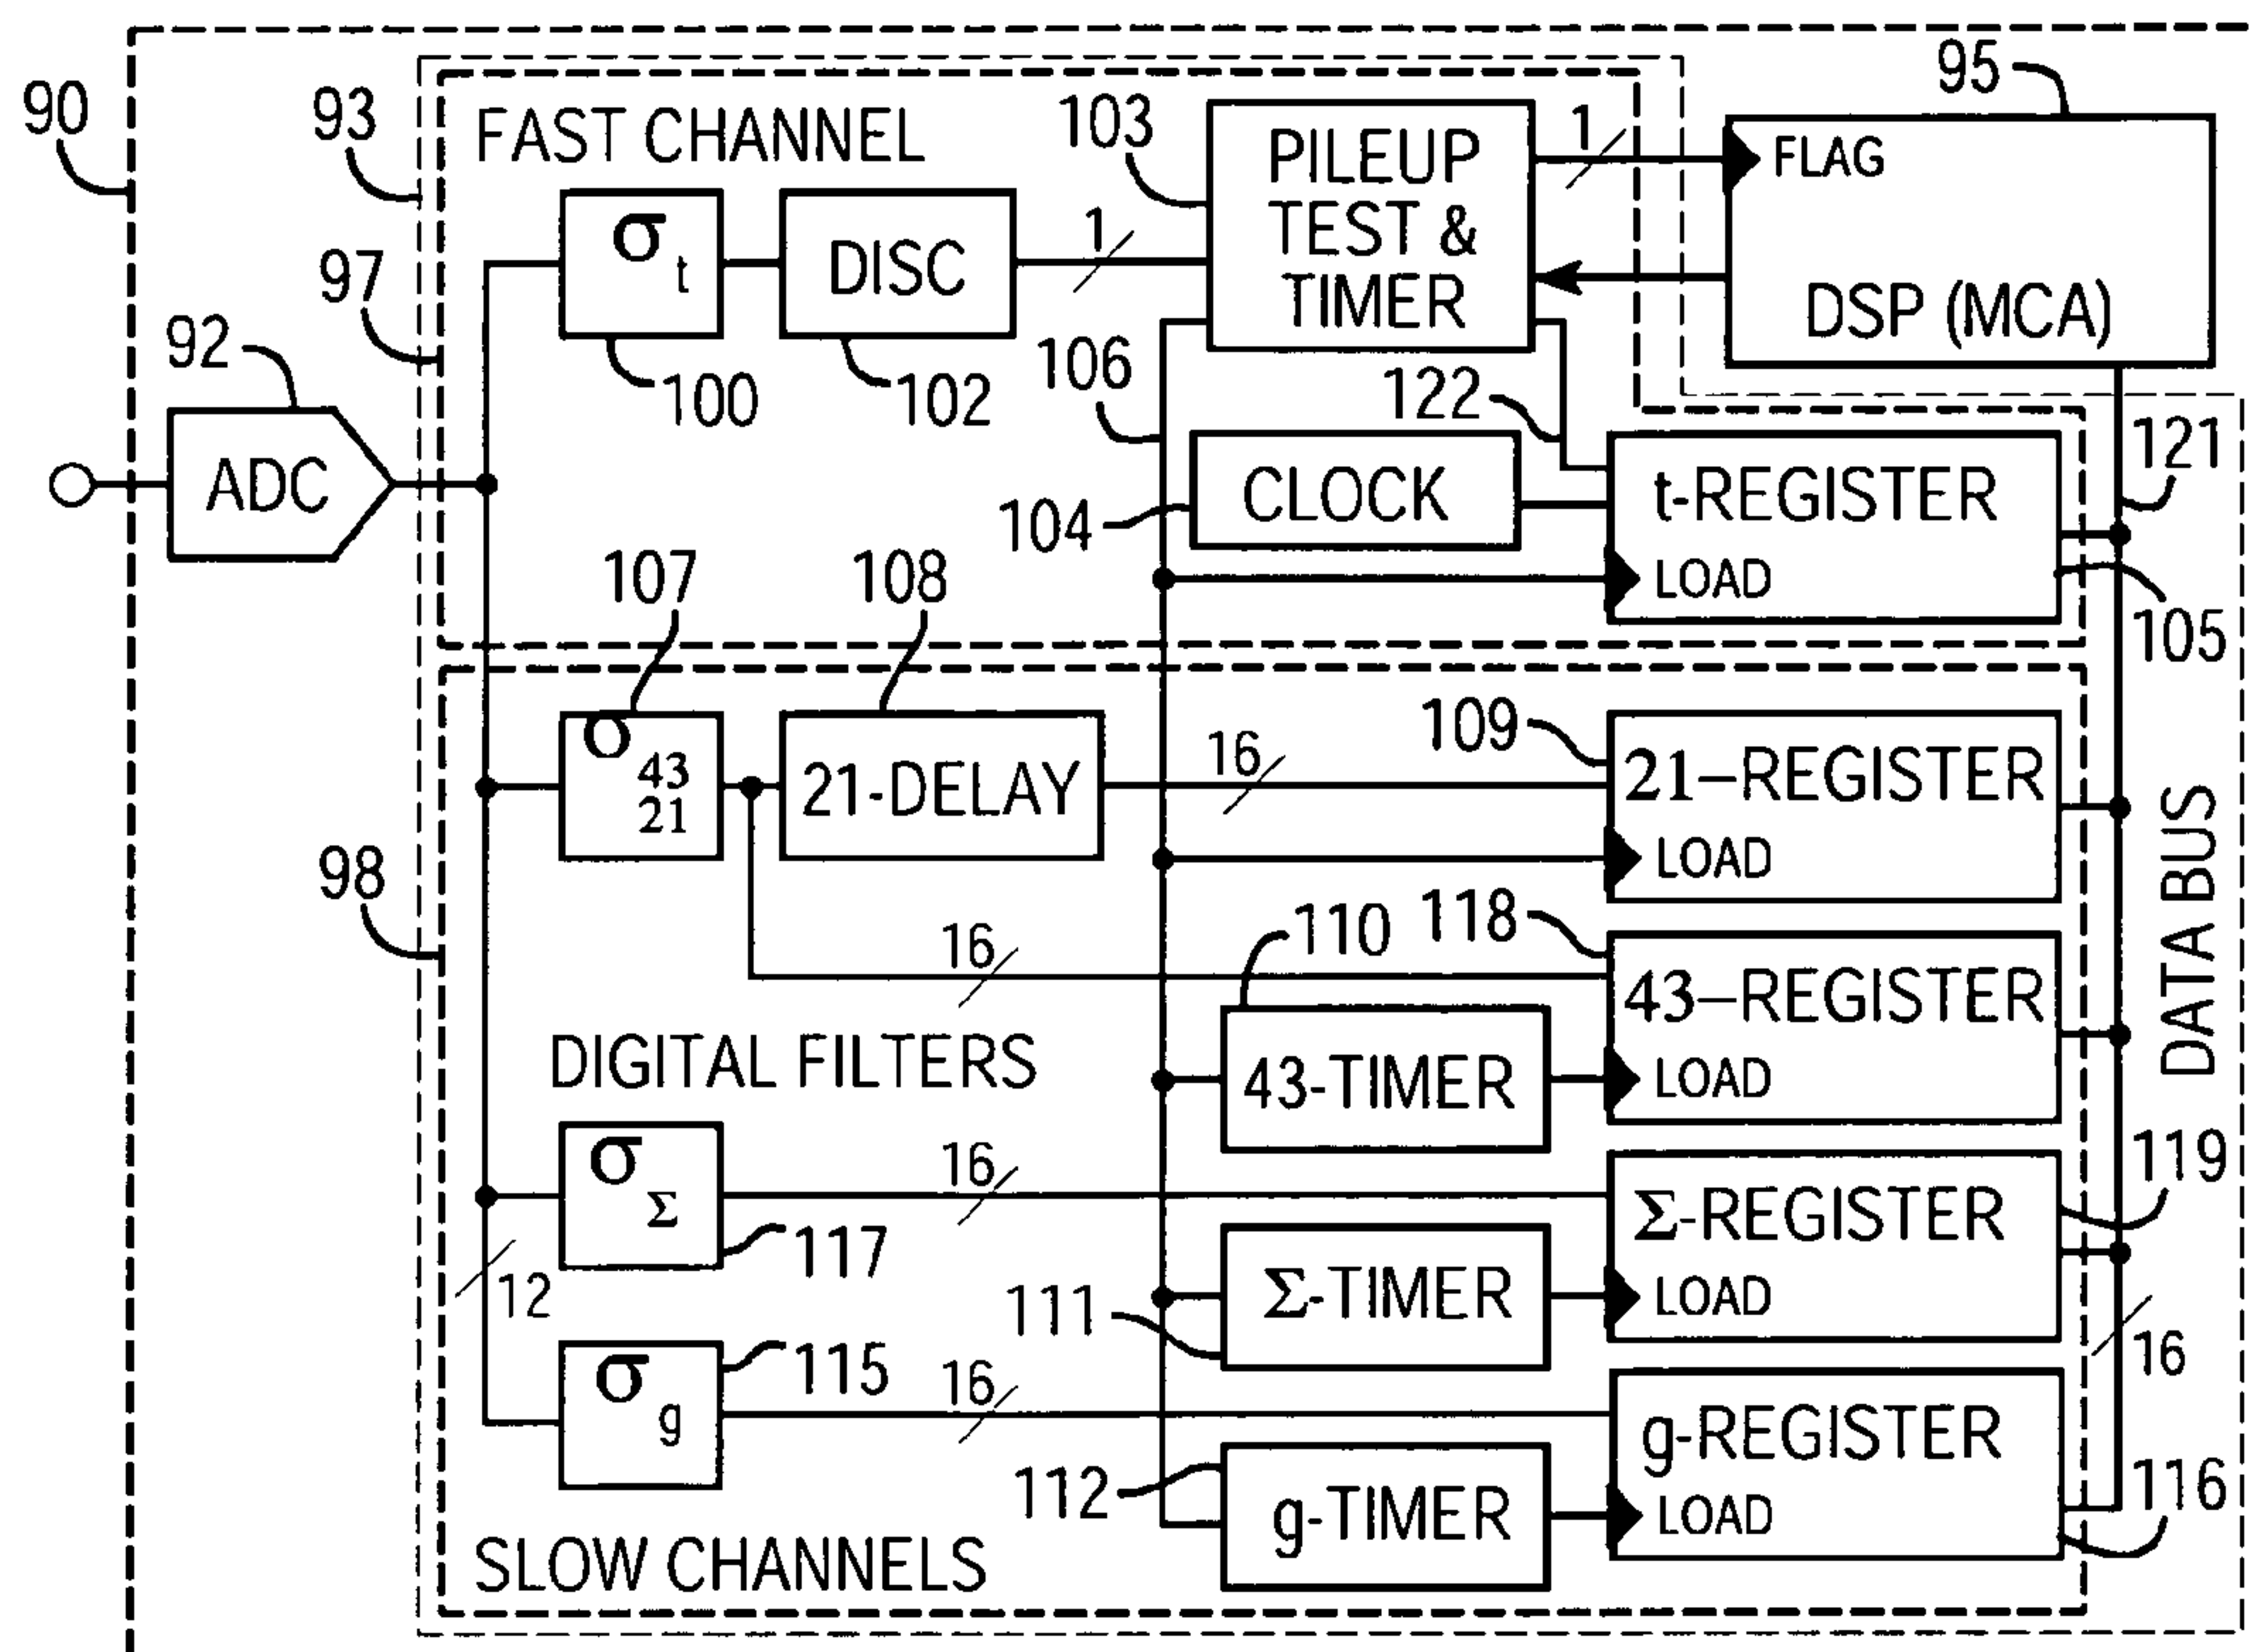 90
93
FAST CHANNEL
103
PILEUP
TEST &
TIMER
1
95
FLAG
DSP (MCA)
97
σ t
DISC
1
92
100
102
106
122
ADC
104
CLOCK
t-REGISTER
LOAD
121
105
107
108
σ 43
21
21-DELAY
16
109
21–REGISTER
LOAD
DATA BUS
98
16
110
118
43–REGISTER
LOAD
DIGITAL FILTERS
43-TIMER
σ Σ
16
119
Σ-REGISTER
LOAD
117
12
111
Σ-TIMER
16
σ g
115
16
g-REGISTER
LOAD
116
112
g-TIMER
SLOW CHANNELS